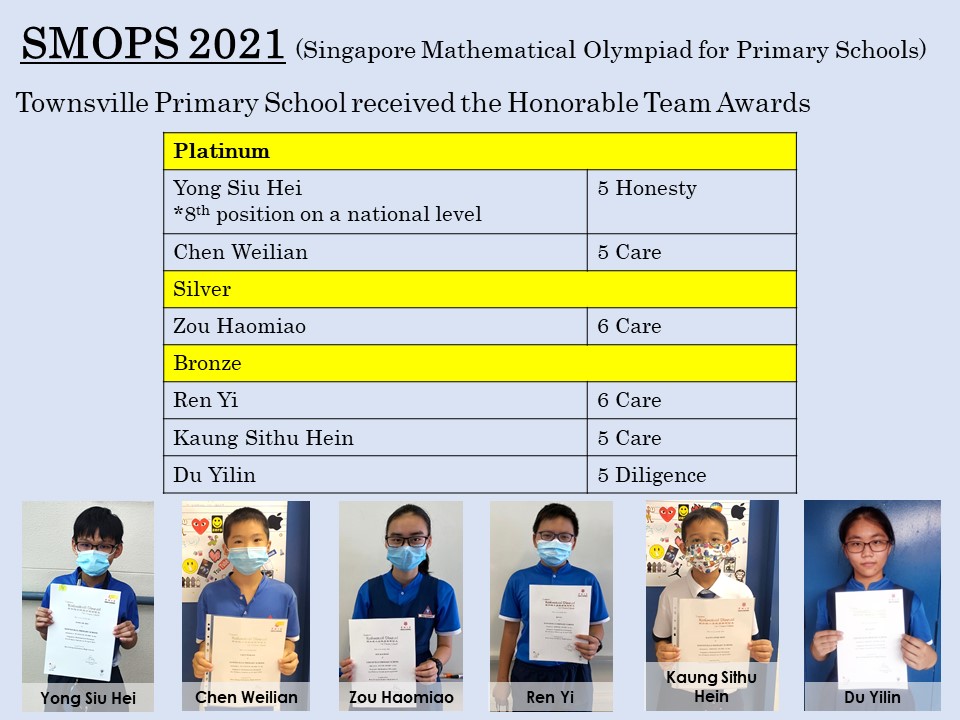 SMOPS 2021 (Singapore Mathematical Olympiad for Primary Schools)
Townsville Primary School received the Honorable Team Awards
Platinum
Yong Siu Hei 5 Honesty
*8th position on a national level
Chen Weilian 5 Care
Silver
Zou Haomiao 6 Care
Bronze
Ren Yi 6 Care
Kaung Sithu Hein 5 Care
Du Yilin 5 Diligence
Yong Siu Hei
Chen Weilian
Zou Haomiao
Ren Yi
Kaung Sithu
Hein
Du Yilin